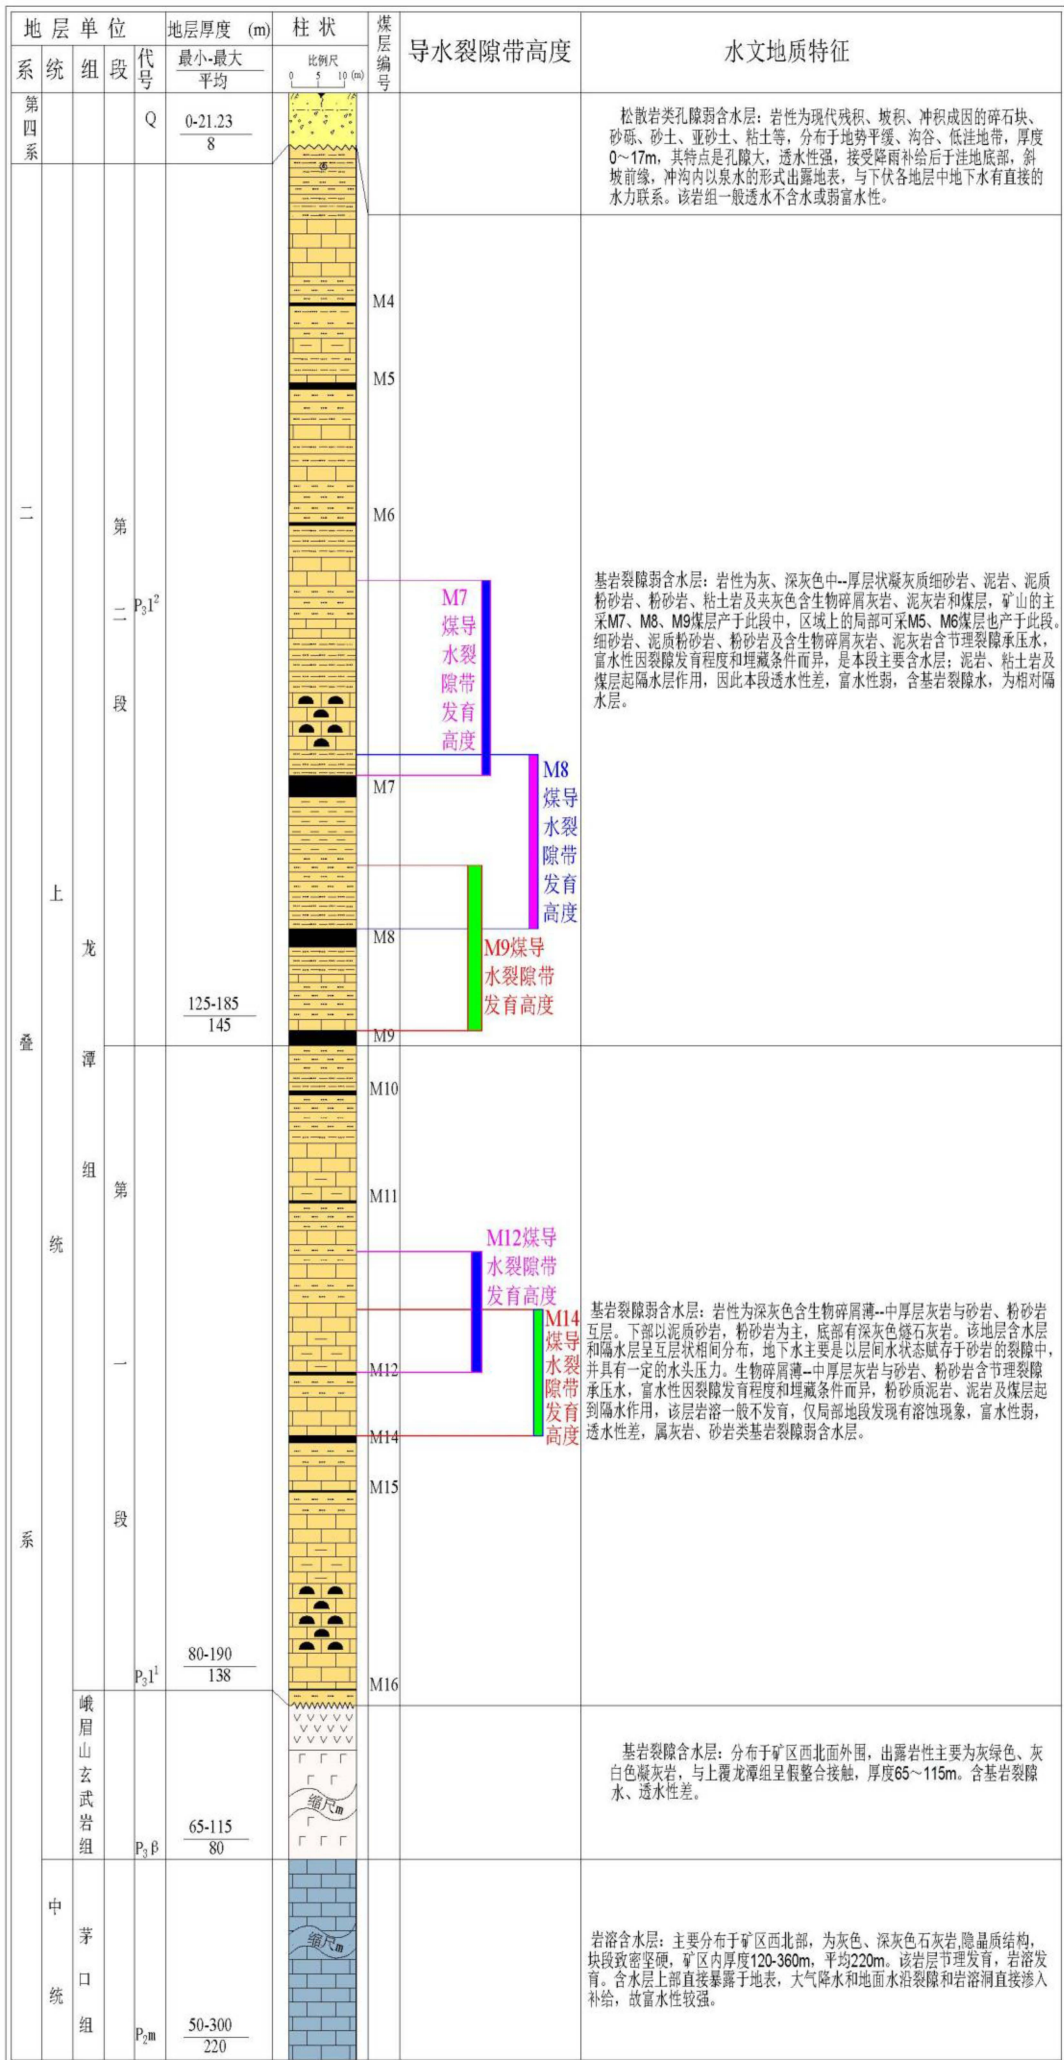 地层单位
地层厚度 (m)
柱状
煤层编号
导水裂隙带高度
水文地质特征
系
统
组
段
代号
最小-最大
平均
比例尺
0 5 10 (m)
第四系
Q
0-21.23
8
松散岩类孔隙弱含水层：岩性为现代残积、坡积、冲积成因的碎石块、
砂砾、砂土、亚砂土、粘土等，分布于地势平缓、沟谷、低洼地带，厚度
0～17m，其特点是孔隙大，透水性强，接受降雨补给后于洼地底部，斜
坡前缘，冲沟内以泉水的形式出露地表，与下伏各地层中地下水有直接的
水力联系。该岩组一般透水不含水或弱富水性。
二叠系
上统
龙潭组
第二段
P₃l²
125-185
145
M4
M5
M6
M7
M8
M9
M7
煤导
水裂
隙带
发育
高度
M8
煤导
水裂
隙带
发育
高度
M9煤导
水裂隙带
发育高度
基岩裂隙弱含水层：岩性为灰、深灰色中--厚层状凝灰质细砂岩、泥岩、泥质
粉砂岩、粉砂岩、粘土岩及夹灰色含生物碎屑灰岩、泥灰岩和煤层，矿山的主
采M7、M8、M9煤层产于此段中，区域上的局部可采M5、M6煤层也产于此段。
细砂岩、泥质粉砂岩、粉砂岩及含生物碎屑灰岩、泥灰岩含节理裂隙承压水，
富水性因裂隙发育程度和埋藏条件而异，是本段主要含水层；泥岩、粘土岩及
煤层起隔水层作用，因此本段透水性差，富水性弱，含基岩裂隙水，为相对隔
水层。
第一段
P₃l¹
80-190
138
M10
M11
M12
M14
M15
M16
M12煤导
水裂隙带
发育高度
M14
煤导
水裂
隙带
发育
高度
基岩裂隙弱含水层：岩性为深灰色含生物碎屑薄--中厚层灰岩与砂岩、粉砂岩
互层。下部以泥质砂岩，粉砂岩为主，底部有深灰色燧石灰岩。该地层含水层
和隔水层呈互层状相间分布，地下水主要是以层间水状态赋存于砂岩的裂隙中，
并具有一定的水头压力。生物碎屑薄--中厚层灰岩与砂岩、粉砂岩含节理裂隙
承压水，富水性因裂隙发育程度和埋藏条件而异，粉砂质泥岩、泥岩及煤层起
到隔水作用，该层岩溶一般不发育，仅局部地段发现有溶蚀现象，富水性弱，
透水性差，属灰岩、砂岩类基岩裂隙弱含水层。
峨眉山玄武岩组
P₃β
65-115
80
缩尺m
基岩裂隙含水层：分布于矿区西北面外围，出露岩性主要为灰绿色、灰
白色凝灰岩，与上覆龙潭组呈假整合接触，厚度65～115m。含基岩裂隙
水、透水性差。
中统
茅口组
P₂m
50-300
220
缩尺m
岩溶含水层：主要分布于矿区西北部，为灰色、深灰色石灰岩,隐晶质结构，
块段致密坚硬，矿区内厚度120-360m，平均220m。该岩层节理发育，岩溶发
育。含水层上部直接暴露于地表，大气降水和地面水沿裂隙和岩溶洞直接渗入
补给，故富水性较强。